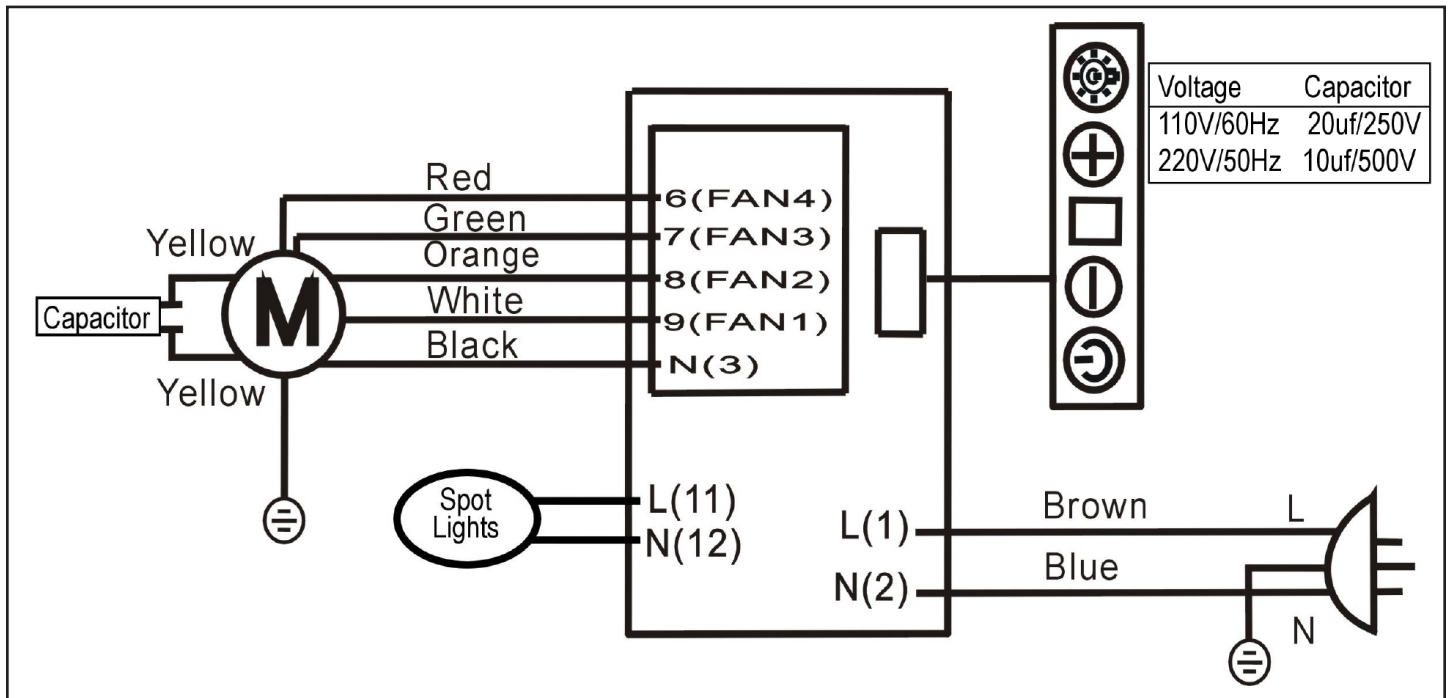 Voltage Capacitor
110V/60Hz 20uf/250V
220V/50Hz 10uf/500V
Red
6(FAN4)
Green
7(FAN3)
Yellow
Orange
8(FAN2)
Capacitor
M
White
9(FAN1)
Black
N(3)
Yellow
Spot
Lights
L(11)
N(12)
L(1)
Brown
L
N(2)
Blue
N